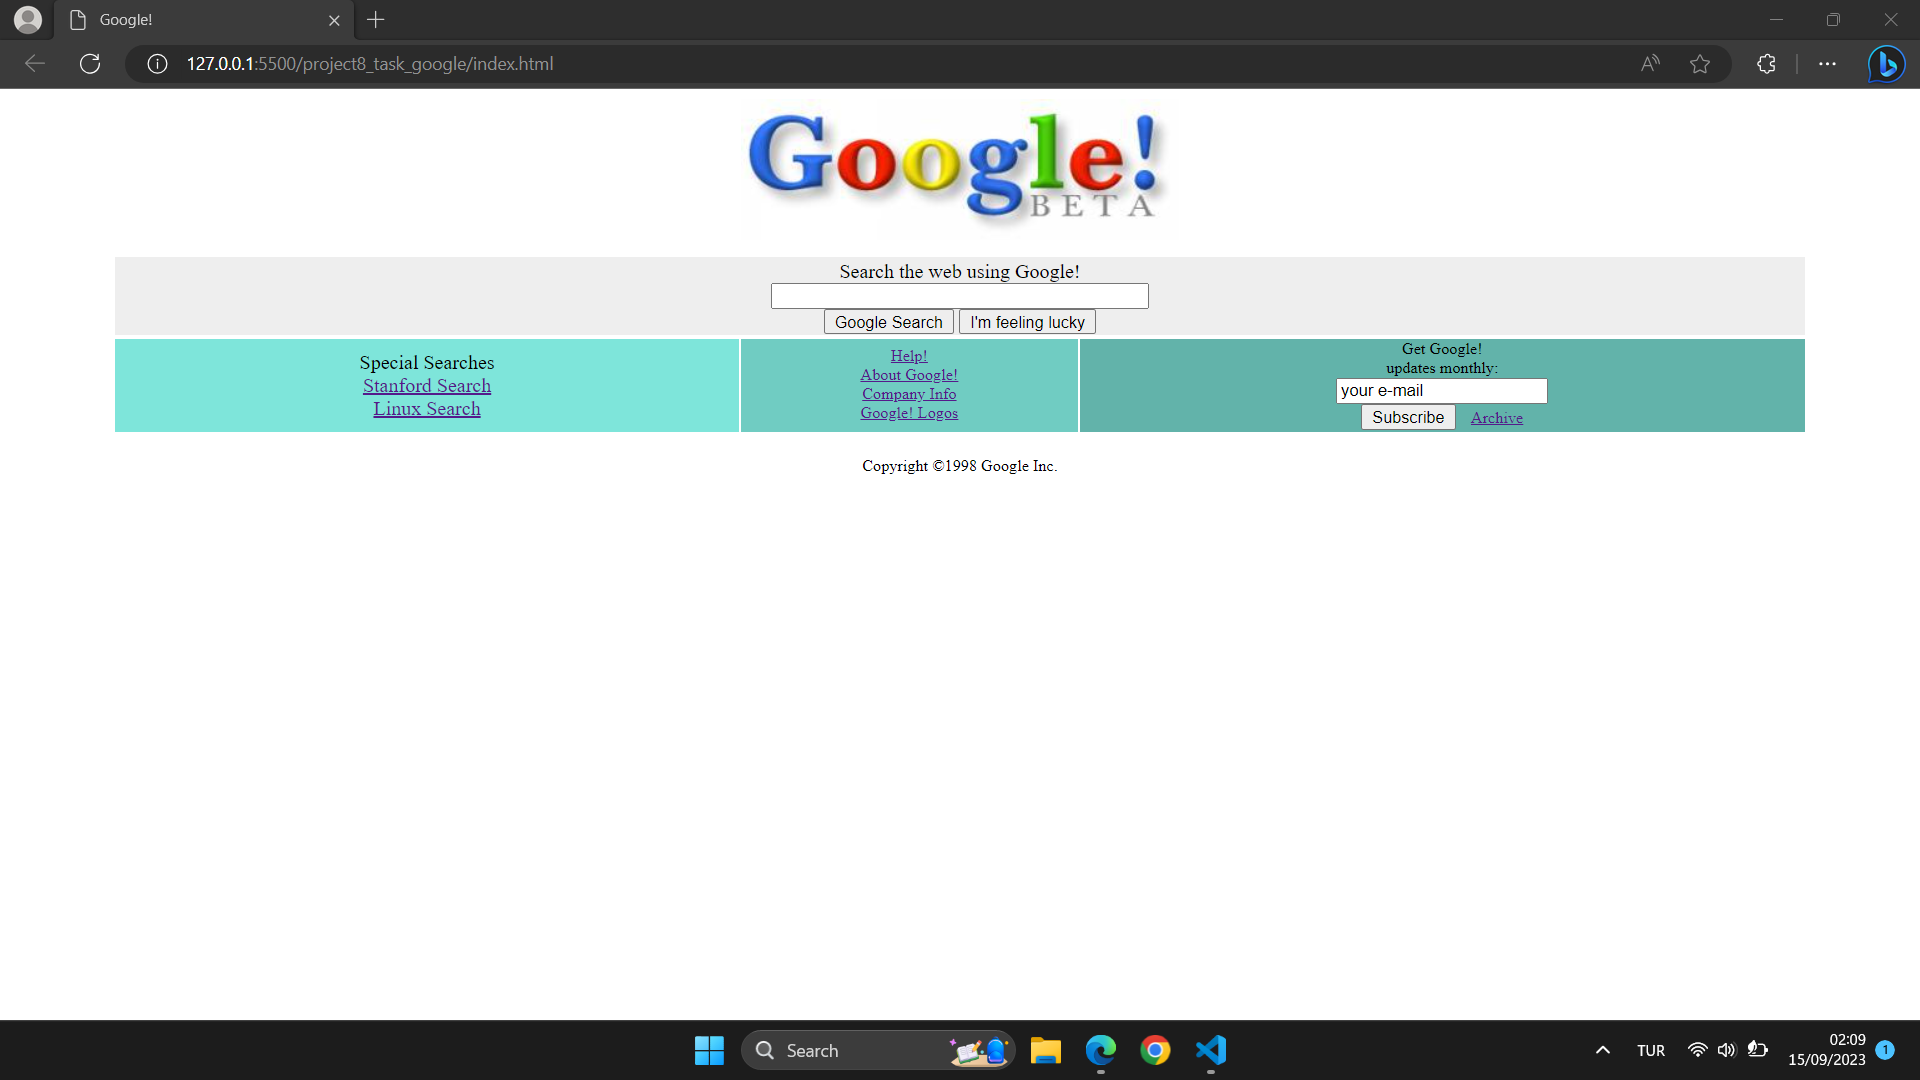 Google!
127.0.0.1:5500/project8_task_google/index.html
Google!
BETA
Search the web using Google!
Google Search I'm feeling lucky
Special Searches
Stanford Search
Linux Search
Help!
About Google!
Company Info
Google! Logos
Get Google!
updates monthly:
your e-mail
Subscribe Archive
Copyright ©1998 Google Inc.
Search
TUR
02:09
15/09/2023
1